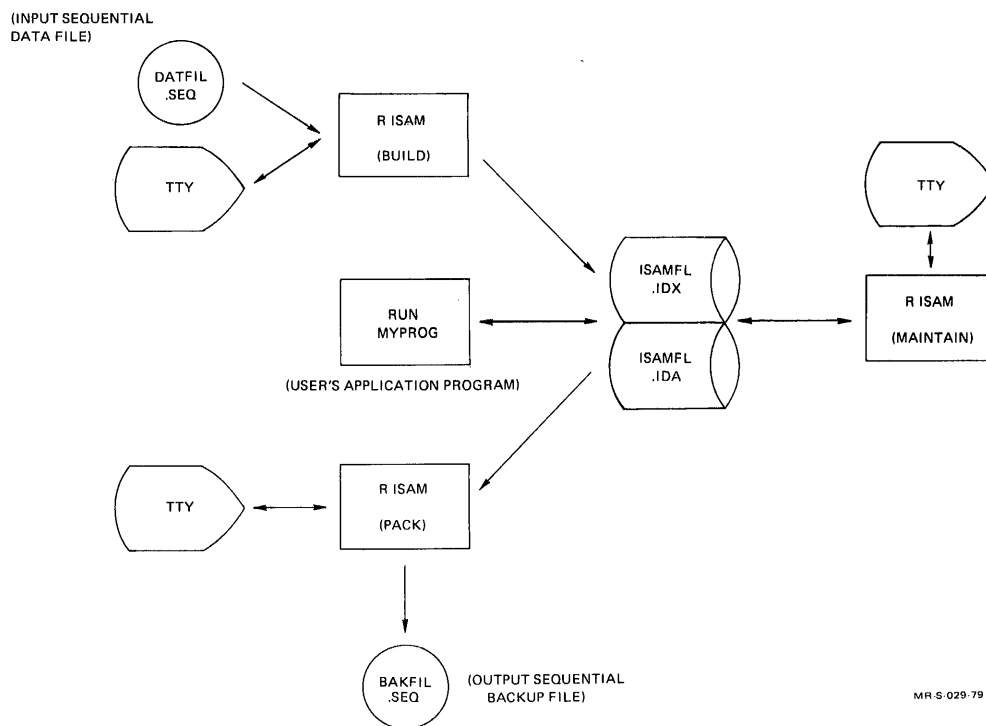 (INPUT SEQUENTIAL
DATA FILE)
DATFIL
.SEQ
R ISAM
(BUILD)
TTY
TTY
ISAMFL
.IDX
R ISAM
(MAINTAIN)
RUN
MYPROG
(USER'S APPLICATION PROGRAM)
ISAMFL
.IDA
TTY
R ISAM
(PACK)
BAKFIL
.SEQ
(OUTPUT SEQUENTIAL
BACKUP FILE)
MR-S-029-79